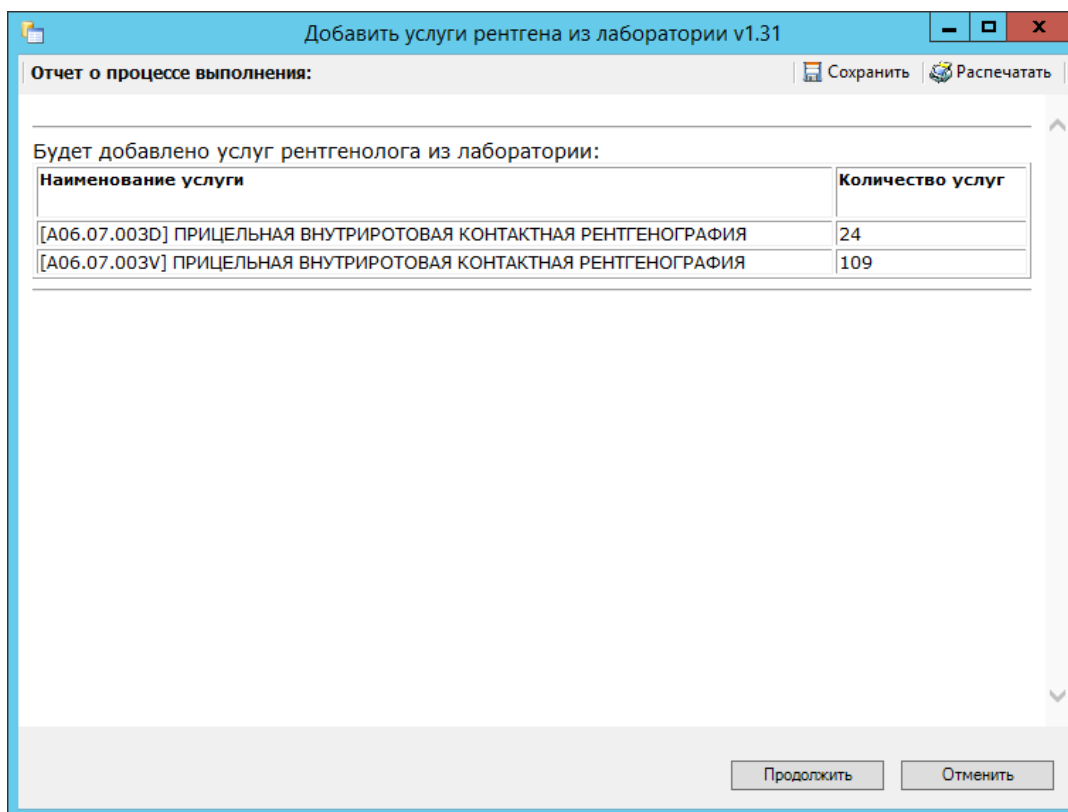 Добавить услуги рентгена из лаборатории v1.31
Отчет о процессе выполнения:
Сохранить
Распечатать
Будет добавлено услуг рентгенолога из лаборатории:
Наименование услуги
Количество услуг
[A06.07.003D] ПРИЦЕЛЬНАЯ ВНУТРИРОТОВАЯ КОНТАКТНАЯ РЕНТГЕНОГРАФИЯ
24
[A06.07.003V] ПРИЦЕЛЬНАЯ ВНУТРИРОТОВАЯ КОНТАКТНАЯ РЕНТГЕНОГРАФИЯ
109
Продолжить
Отменить